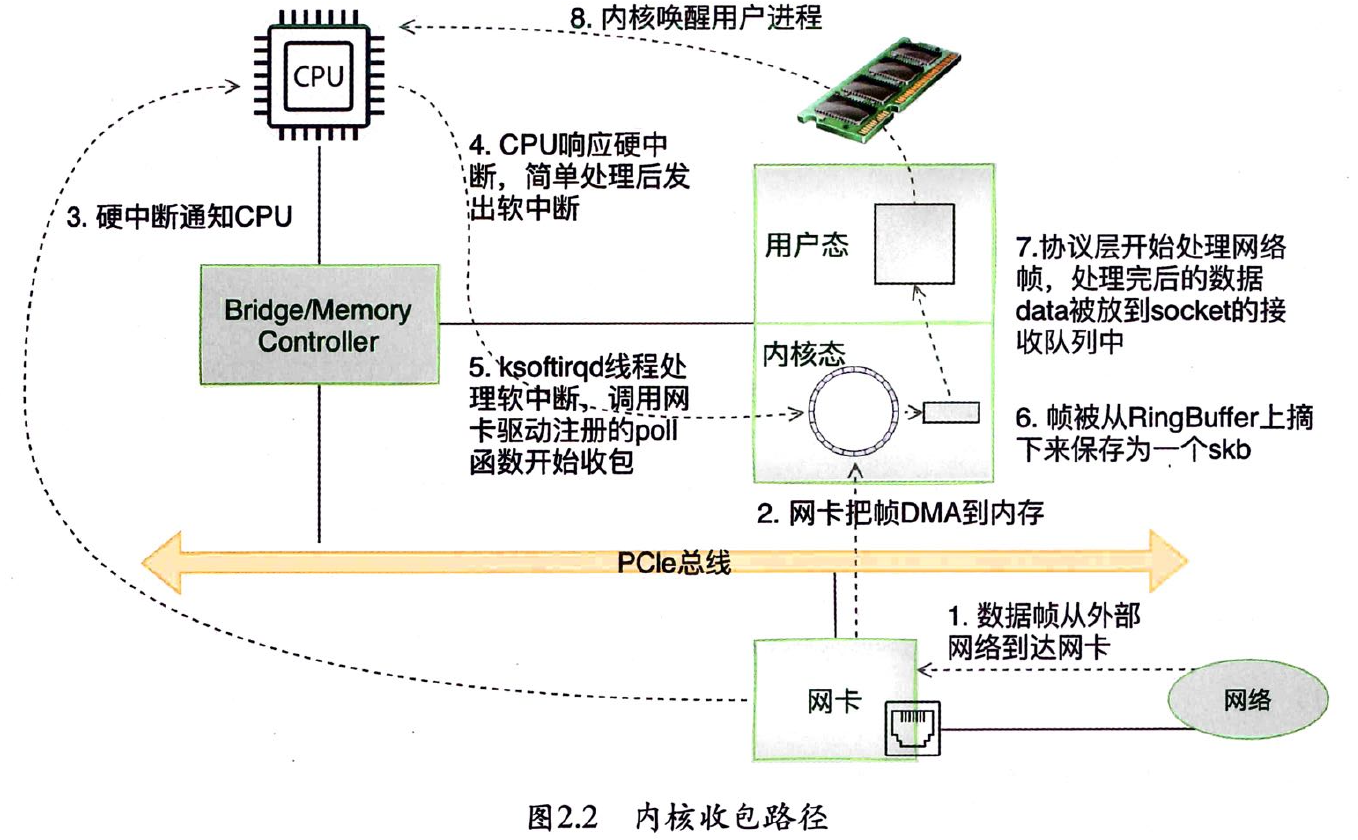 8. 内核唤醒用户进程
CPU
4. CPU响应硬中
断，简单处理后发
出软中断
3. 硬中断通知CPU
用户态
7.协议层开始处理网络
帧，处理完后的数据
data被放到socket的接
收队列中
Bridge/Memory
Controller
内核态
5. ksoftirqd线程处
理软中断、调用网
卡驱动注册的poll
函数开始收包
6. 帧被从RingBuffer上摘
下来保存为一个skb
2. 网卡把帧DMA到内存
PCIe总线
1. 数据帧从外部
网络到达网卡
网卡
网络
图2.2 内核收包路径